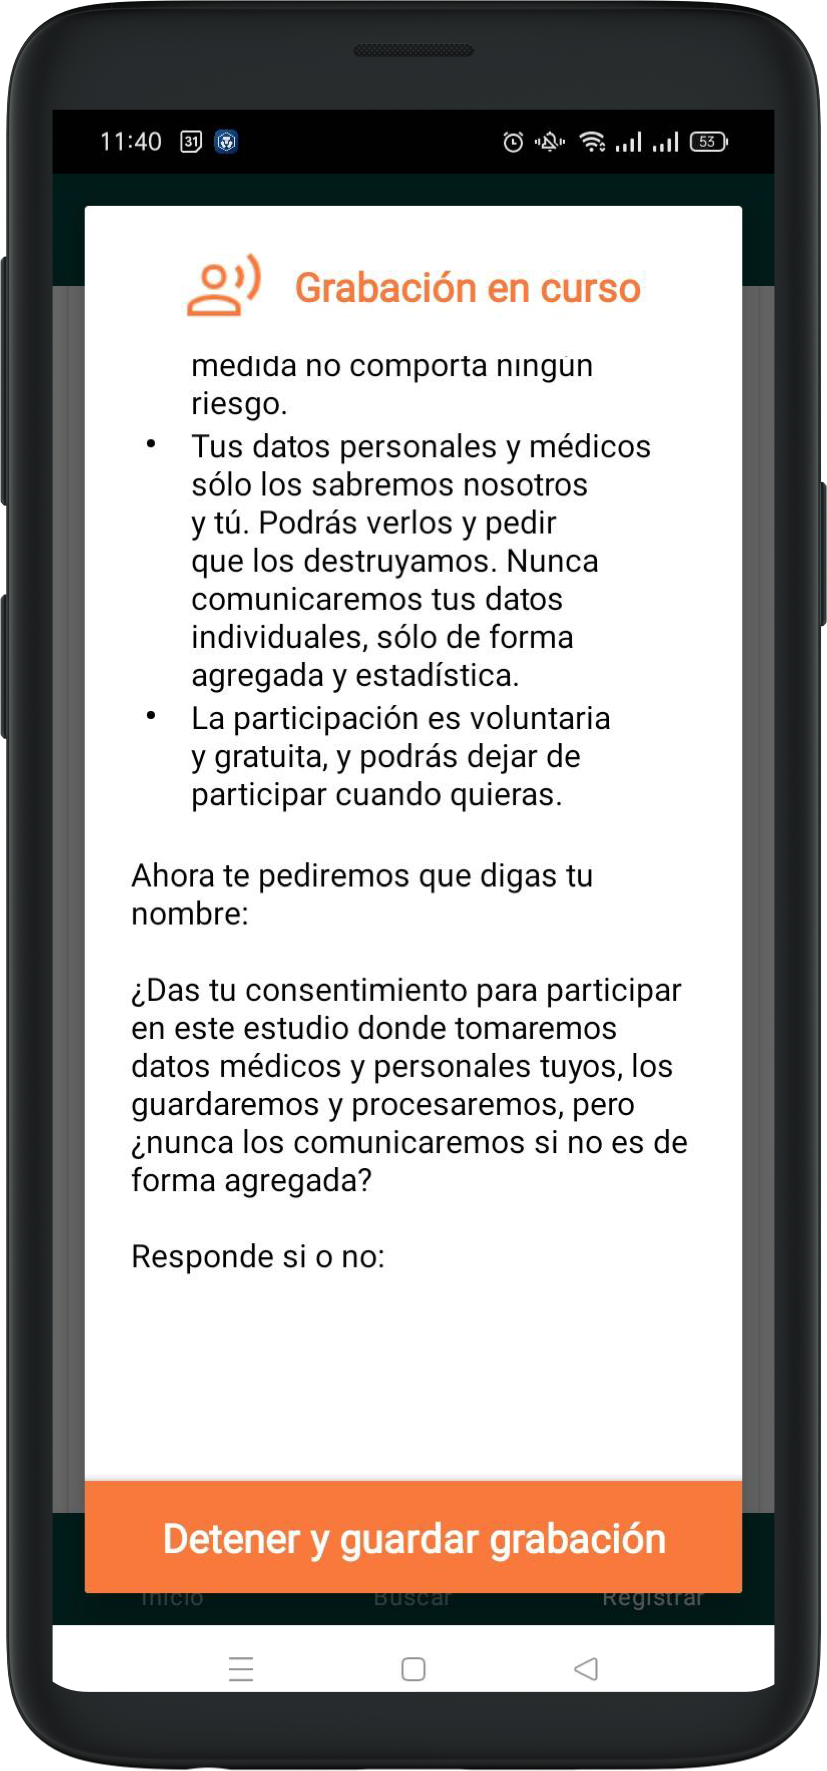 11:40 31 53
Grabación en curso
medida no comporta ningún
riesgo.
• Tus datos personales y médicos
sólo los sabremos nosotros
y tú. Podrás verlos y pedir
que los destruyamos. Nunca
comunicaremos tus datos
individuales, sólo de forma
agregada y estadística.
• La participación es voluntaria
y gratuita, y podrás dejar de
participar cuando quieras.
Ahora te pediremos que digas tu
nombre:
¿Das tu consentimiento para participar
en este estudio donde tomaremos
datos médicos y personales tuyos, los
guardaremos y procesaremos, pero
¿nunca los comunicaremos si no es de
forma agregada?
Responde si o no:
Detener y guardar grabación
Inicio Buscar Registrar